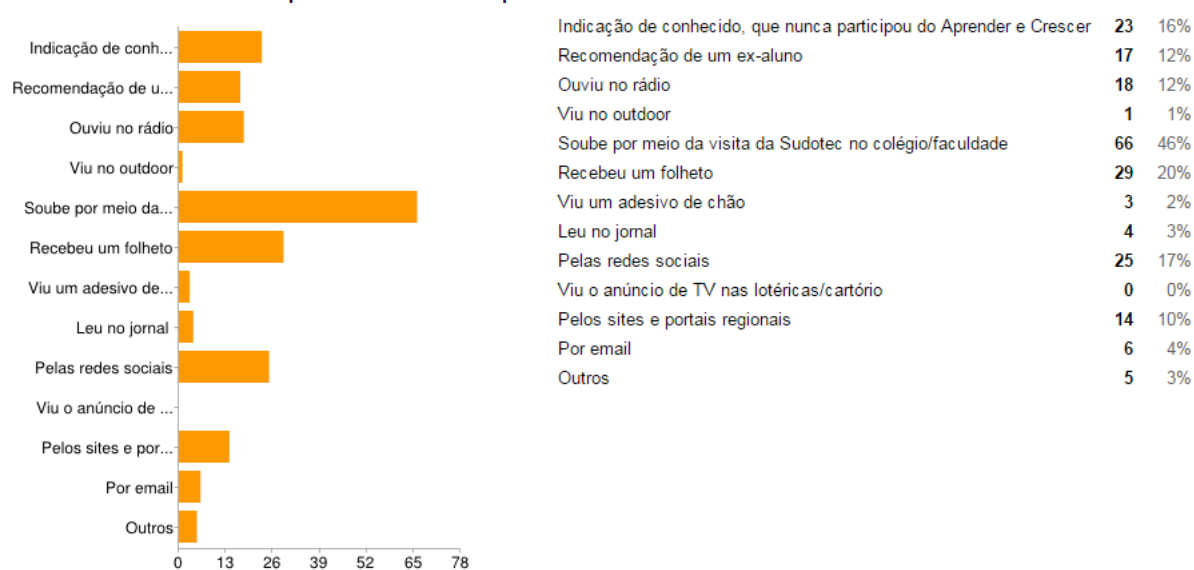 Indicação de conh...
Recomendação de u...
Ouviu no rádio
Viu no outdoor
Soube por meio da...
Recebeu um folheto
Viu um adesivo de...
Leu no jornal
Pelas redes sociais
Viu o anúncio de ...
Pelos sites e por...
Por email
Outros
0 13 26 39 52 65 78
Indicação de conhecido, que nunca participou do Aprender e Crescer 23 16%
Recomendação de um ex-aluno 17 12%
Ouviu no rádio 18 12%
Viu no outdoor 1 1%
Soube por meio da visita da Sudotec no colégio/faculdade 66 46%
Recebeu um folheto 29 20%
Viu um adesivo de chão 3 2%
Leu no jornal 4 3%
Pelas redes sociais 25 17%
Viu o anúncio de TV nas lotéricas/cartório 0 0%
Pelos sites e portais regionais 14 10%
Por email 6 4%
Outros 5 3%